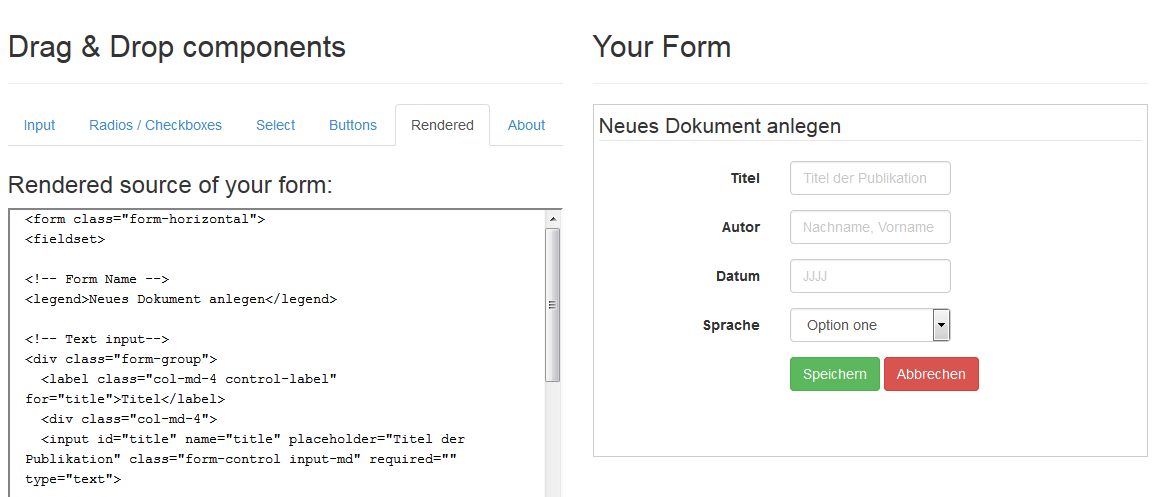 Drag & Drop components
Input
Radios / Checkboxes
Select
Buttons
Rendered
About
Rendered source of your form:
<form class="form-horizontal">
<fieldset>
<!-- Form Name -->
<legend>Neues Dokument anlegen</legend>
<!-- Text input-->
<div class="form-group">
<label class="col-md-4 control-label"
for="title">Titel</label>
<div class="col-md-4">
<input id="title" name="title" placeholder="Titel der
Publikation" class="form-control input-md" required=""
type="text">
Your Form
Neues Dokument anlegen
Titel
Titel der Publikation
Autor
Nachname, Vorname
Datum
JJJJ
Sprache
Option one
Speichern
Abbrechen